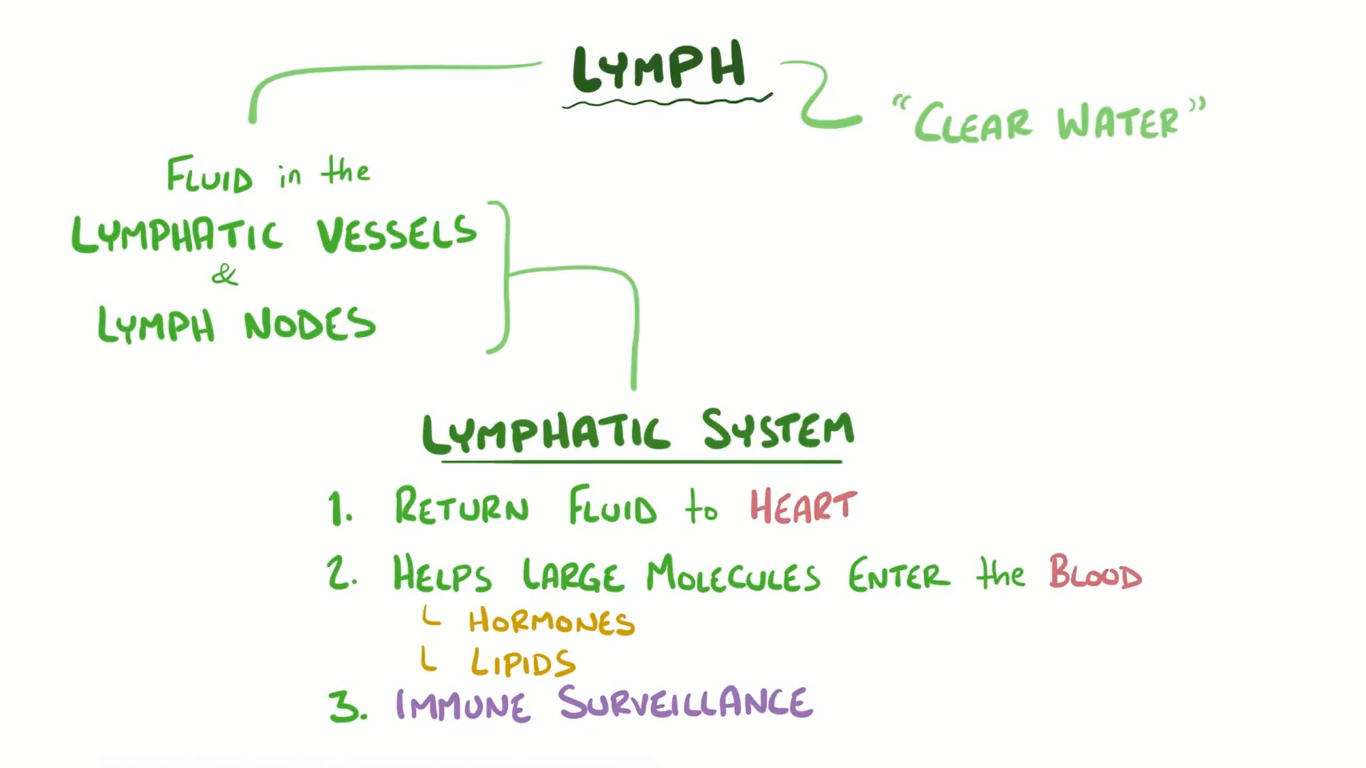 LYMPH
"CLEAR WATER"
FLUID in the
LYMPHATIC VESSELS
&
LYMPH NODES
LYMPHATIC SYSTEM
1. RETURN FLUID to HEART
2. HELPS LARGE MOLECULES ENTER the BLOOD
HORMONES
LIPIDS
3. IMMUNE SURVEILLANCE